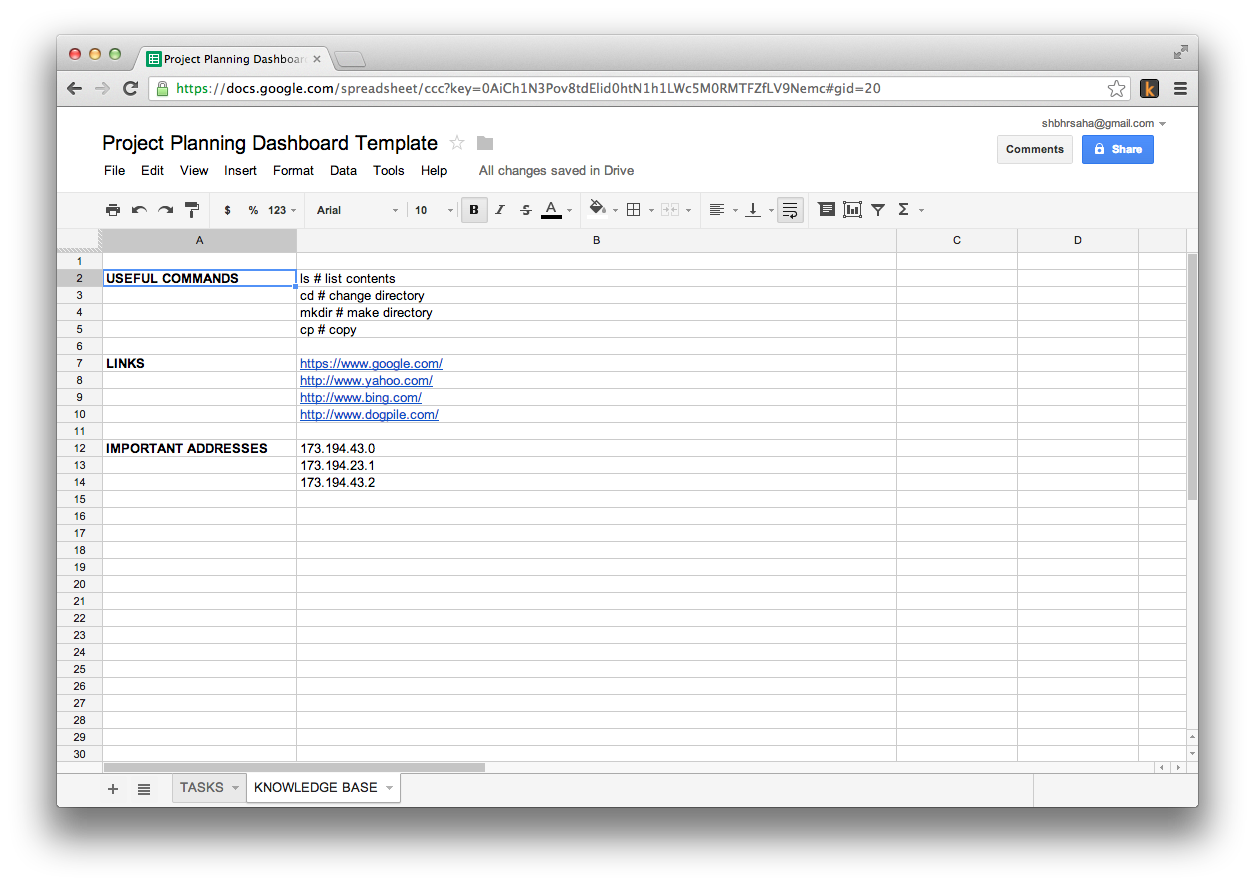 Project Planning Dashboar
https://docs.google.com/spreadsheet/ccc?key=0AiCh1N3Pov8tdElid0htN1h1LWc5M0RMTFZfLV9Nemc#gid=20
k
shbhrsaha@gmail.com
Project Planning Dashboard Template
Comments Share
File Edit View Insert Format Data Tools Help All changes saved in Drive
$ % 123 Arial 10 B I S A Σ
A B C D
1
2 USEFUL COMMANDS ls # list contents
3 cd # change directory
4 mkdir # make directory
5 cp # copy
6
7 LINKS https://www.google.com/
8 http://www.yahoo.com/
9 http://www.bing.com/
10 http://www.dogpile.com/
11
12 IMPORTANT ADDRESSES 173.194.43.0
13 173.194.23.1
14 173.194.43.2
15
16
17
18
19
20
21
22
23
24
25
26
27
28
29
30
TASKS KNOWLEDGE BASE